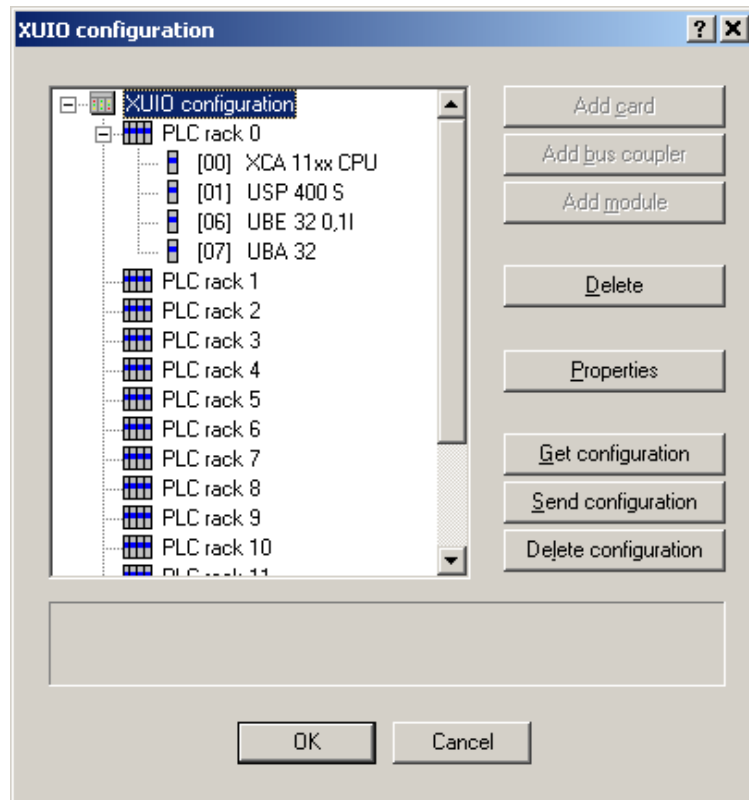 XUIO configuration
XUIO configuration
PLC rack 0
[00] XCA 11xx CPU
[01] USP 400 S
[06] UBE 32 0,1I
[07] UBA 32
PLC rack 1
PLC rack 2
PLC rack 3
PLC rack 4
PLC rack 5
PLC rack 6
PLC rack 7
PLC rack 8
PLC rack 9
PLC rack 10
PLC rack 11
Add card
Add bus coupler
Add module
Delete
Properties
Get configuration
Send configuration
Delete configuration
OK
Cancel